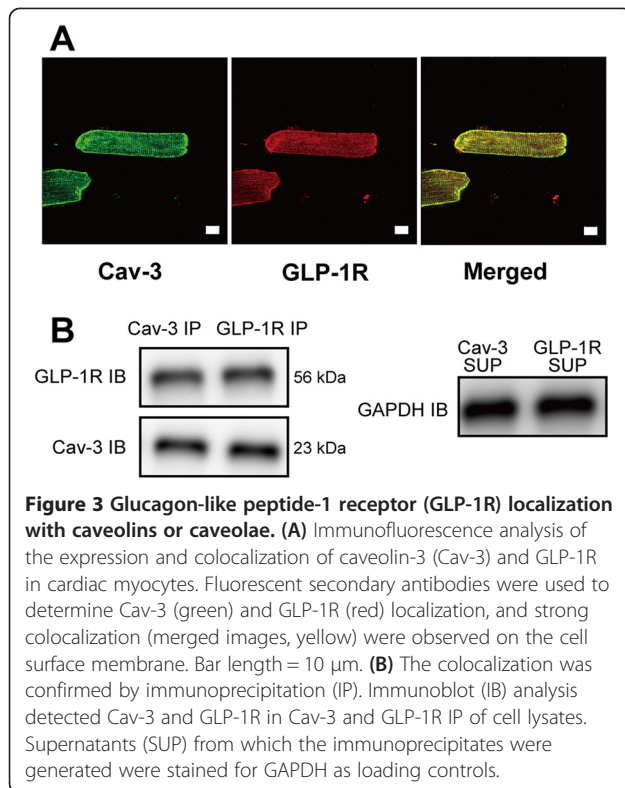 A
Cav-3 GLP-1R Merged
B
Cav-3 IP GLP-1R IP
GLP-1R IB 56 kDa
Cav-3 IB 23 kDa
Cav-3 SUP GLP-1R SUP
GAPDH IB
Figure 3 Glucagon-like peptide-1 receptor (GLP-1R) localization
with caveolins or caveolae. (A) Immunofluorescence analysis of
the expression and colocalization of caveolin-3 (Cav-3) and GLP-1R
in cardiac myocytes. Fluorescent secondary antibodies were used to
determine Cav-3 (green) and GLP-1R (red) localization, and strong
colocalization (merged images, yellow) were observed on the cell
surface membrane. Bar length = 10 μm. (B) The colocalization was
confirmed by immunoprecipitation (IP). Immunoblot (IB) analysis
detected Cav-3 and GLP-1R in Cav-3 and GLP-1R IP of cell lysates.
Supernatants (SUP) from which the immunoprecipitates were
generated were stained for GAPDH as loading controls.